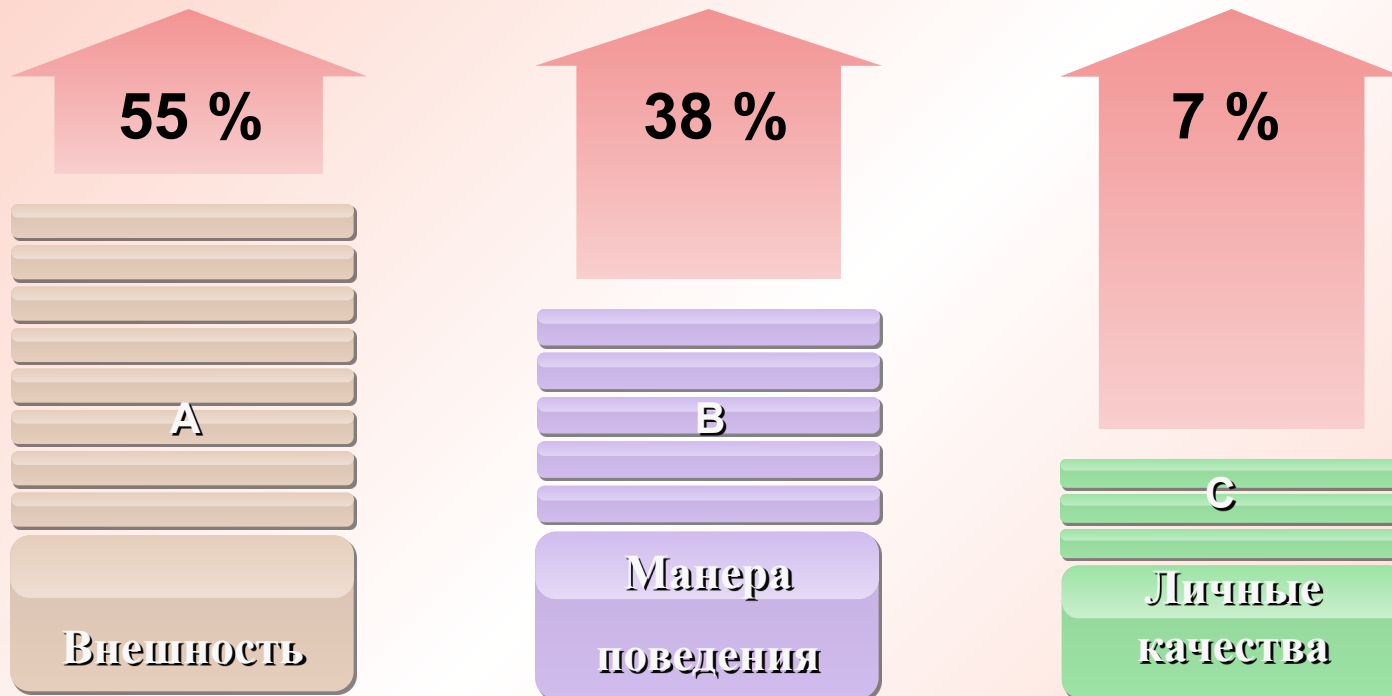 55 %
38 %
7 %
A
B
C
Внешность
Манера
поведения
Личные
качества